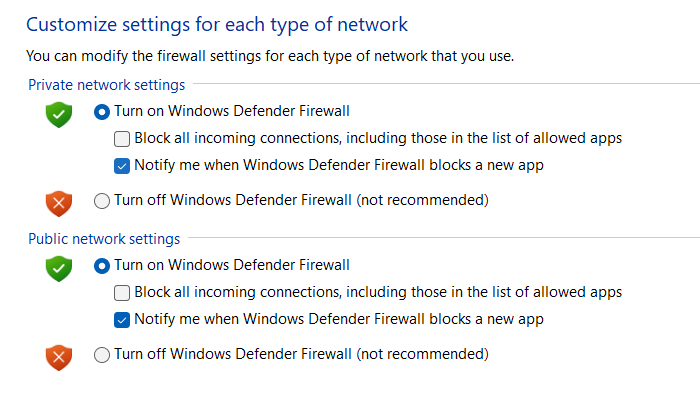 Customize settings for each type of network
You can modify the firewall settings for each type of network that you use.
Private network settings
Turn on Windows Defender Firewall
Block all incoming connections, including those in the list of allowed apps
Notify me when Windows Defender Firewall blocks a new app
Turn off Windows Defender Firewall (not recommended)
Public network settings
Turn on Windows Defender Firewall
Block all incoming connections, including those in the list of allowed apps
Notify me when Windows Defender Firewall blocks a new app
Turn off Windows Defender Firewall (not recommended)